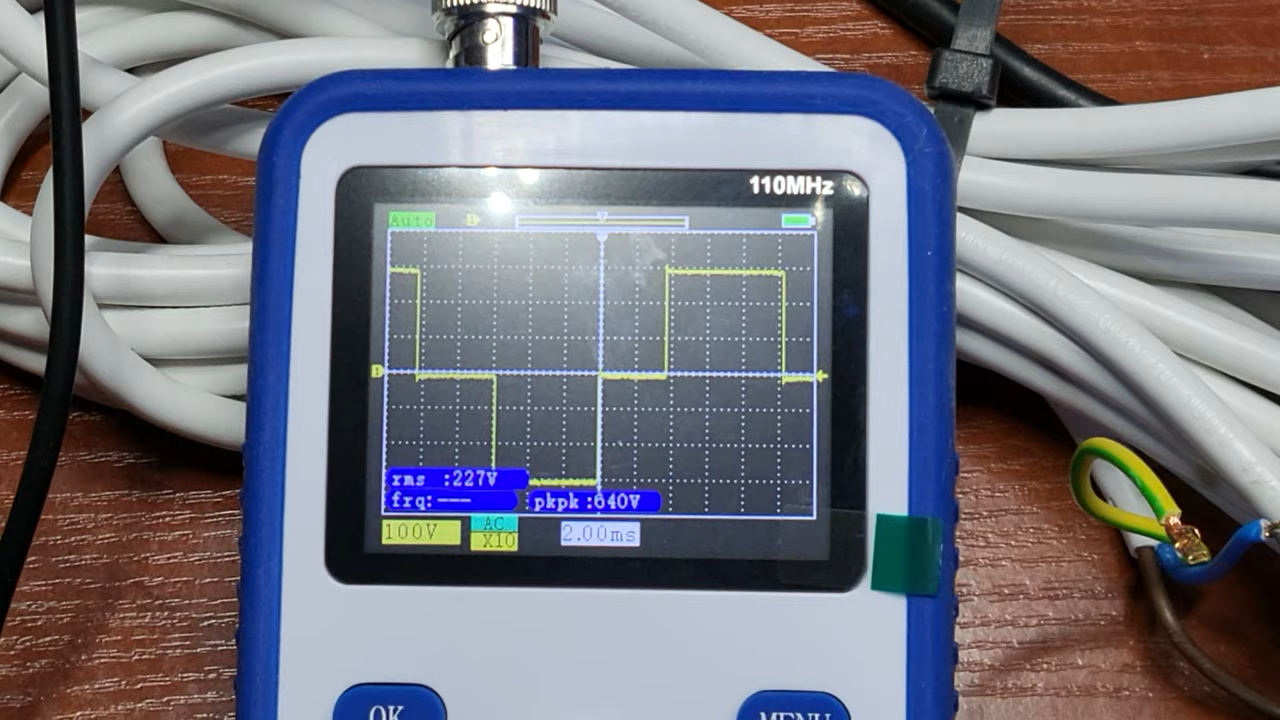 110MHz
Auto
rms :227V
frq:---
pkpk:640V
100V
AC
X10
2.00ms
OK
MENU